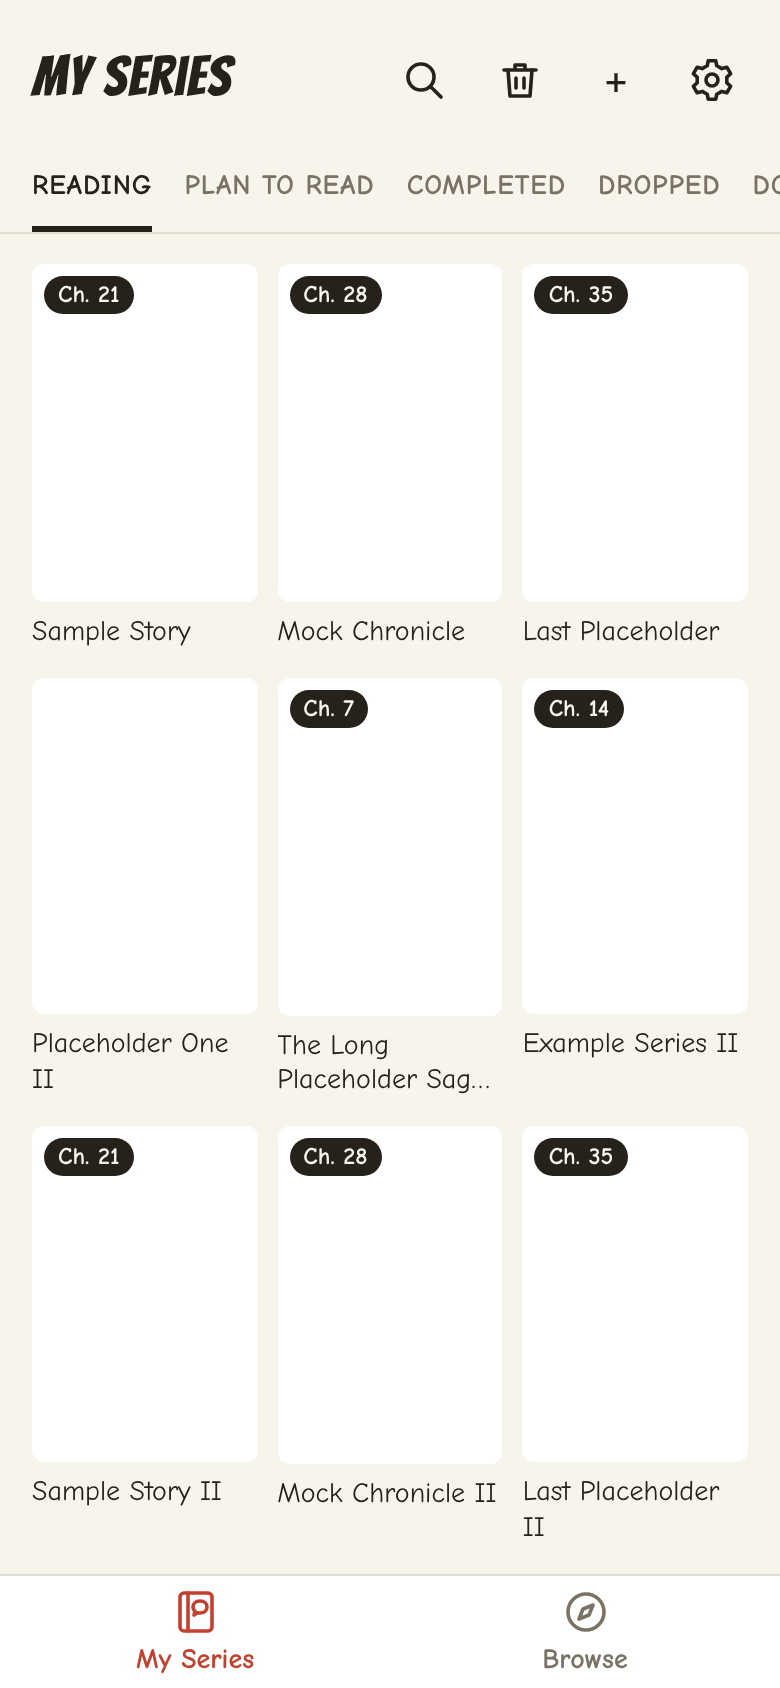 MY SERIES
+
READING PLAN TO READ COMPLETED DROPPED
Ch. 21 Ch. 28 Ch. 35
Sample Story Mock Chronicle Last Placeholder
Ch. 7 Ch. 14
Placeholder One
II
The Long
Placeholder Sag...
Example Series II
Ch. 21 Ch. 28 Ch. 35
Sample Story II Mock Chronicle II Last Placeholder
II
My Series Browse